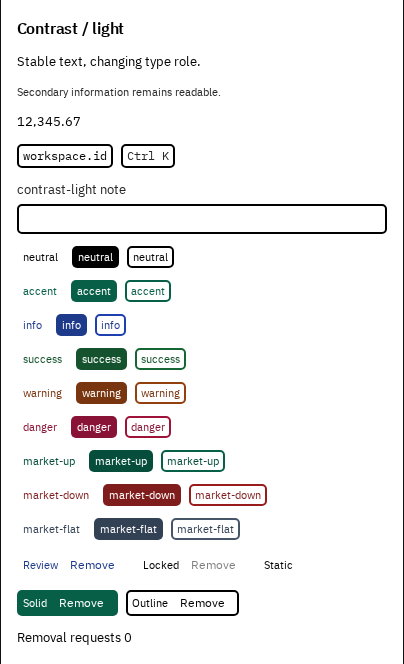 Contrast / light
Stable text, changing type role.
Secondary information remains readable.
12,345.67
workspace.id Ctrl K
contrast-light note
neutral neutral neutral
accent accent accent
info info info
success success success
warning warning warning
danger danger danger
market-up market-up market-up
market-down market-down market-down
market-flat market-flat market-flat
Review Remove Locked Remove Static
Solid Remove Outline Remove
Removal requests 0